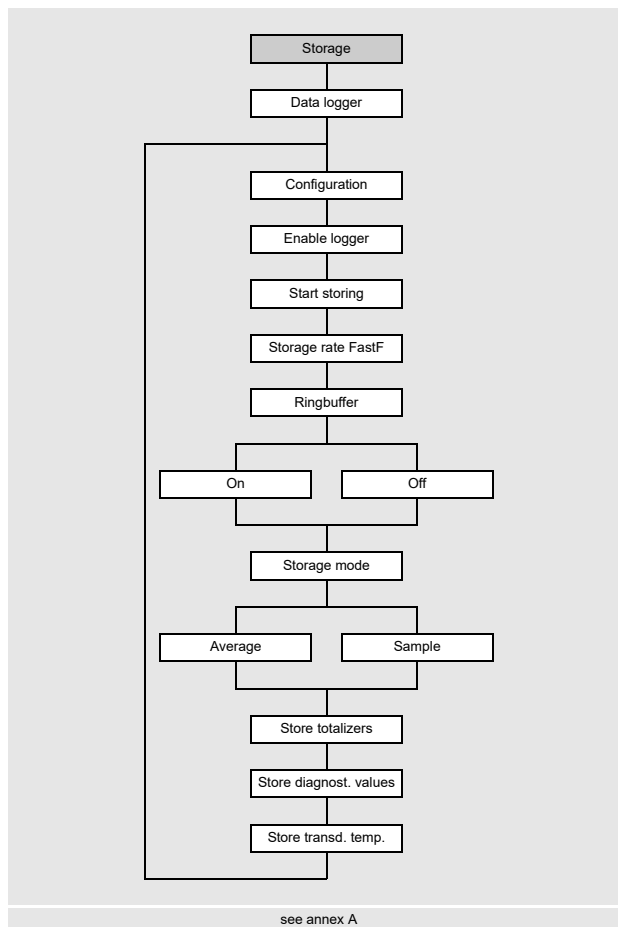 Storage
Data logger
Configuration
Enable logger
Start storing
Storage rate FastF
Ringbuffer
On
Off
Storage mode
Average
Sample
Store totalizers
Store diagnost. values
Store transd. temp.
see annex A